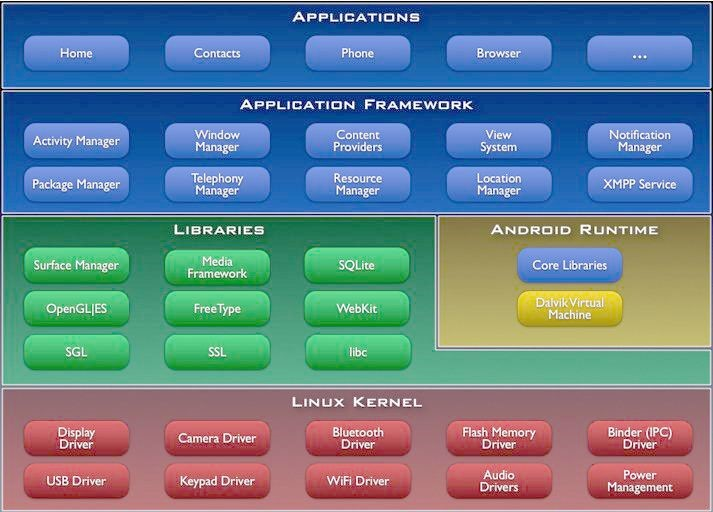 APPLICATIONS
Home
Contacts
Phone
Browser
...
APPLICATION FRAMEWORK
Activity Manager
Window
Manager
Content
Providers
View
System
Notification
Manager
Package Manager
Telephony
Manager
Resource
Manager
Location
Manager
XMPP Service
LIBRARIES
Surface Manager
Media
Framework
SQLite
OpenGL|ES
FreeType
WebKit
SGL
SSL
libc
ANDROID RUNTIME
Core Libraries
Dalvik Virtual
Machine
LINUX KERNEL
Display
Driver
Camera Driver
Bluetooth
Driver
Flash Memory
Driver
Binder (IPC)
Driver
USB Driver
Keypad Driver
WiFi Driver
Audio
Drivers
Power
Management